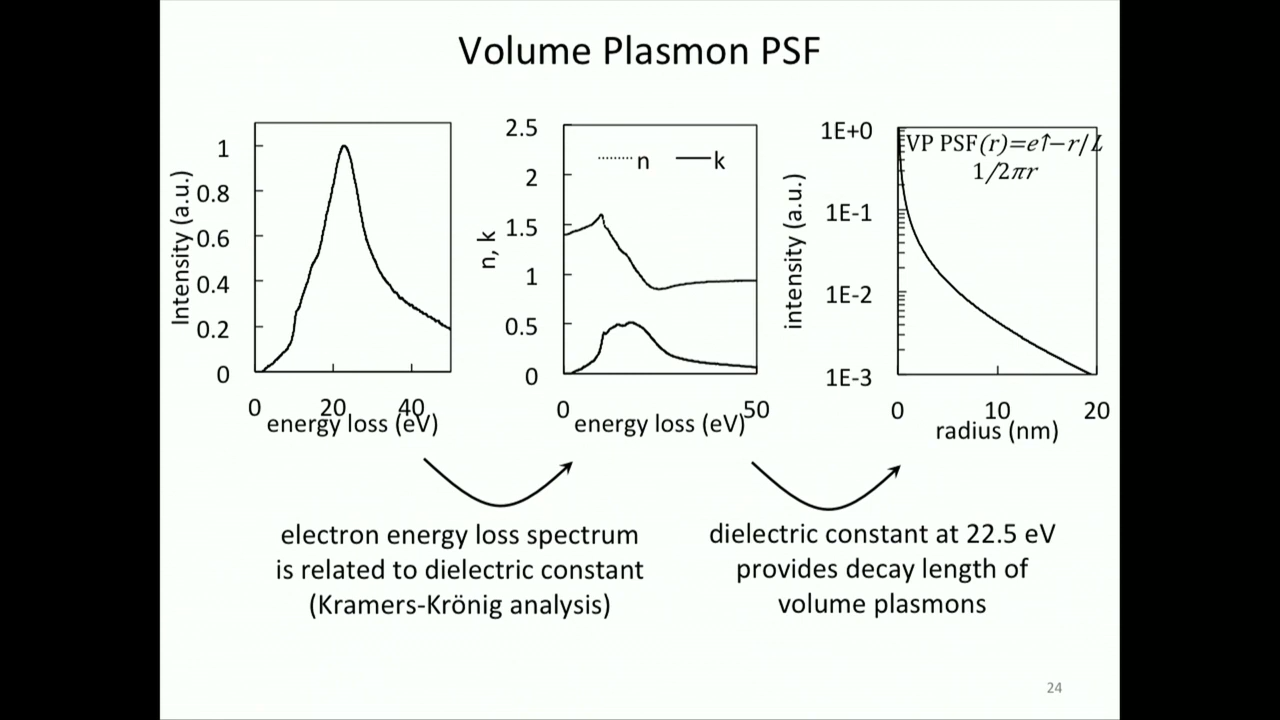 Volume Plasmon PSF
Intensity (a.u.)
1
0.8
0.6
0.4
0.2
0
0 20 40
energy loss (eV)
n, k
2.5
2
1.5
1
0.5
0
n k
0 50
energy loss (eV)
intensity (a.u.)
1E+0
1E-1
1E-2
1E-3
VP PSF(r)=e↑−r/L
1/2πr
0 10 20
radius (nm)
electron energy loss spectrum
is related to dielectric constant
(Kramers-Krönig analysis)
dielectric constant at 22.5 eV
provides decay length of
volume plasmons
24